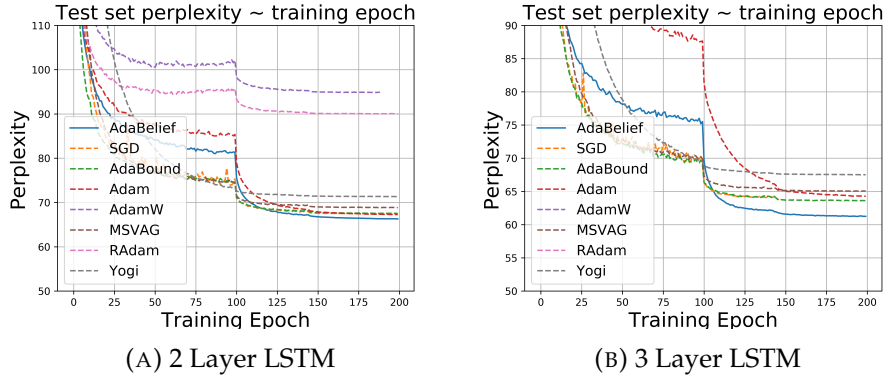 Test set perplexity ~ training epoch
110
100
90
80
70
60
50
Perplexity
AdaBelief
SGD
AdaBound
Adam
AdamW
MSVAG
RAdam
Yogi
0 25 50 75 100 125 150 175 200
Training Epoch
(A) 2 Layer LSTM
Test set perplexity ~ training epoch
90
85
80
75
70
65
60
55
50
Perplexity
AdaBelief
SGD
AdaBound
Adam
AdamW
MSVAG
RAdam
Yogi
0 25 50 75 100 125 150 175 200
Training Epoch
(B) 3 Layer LSTM